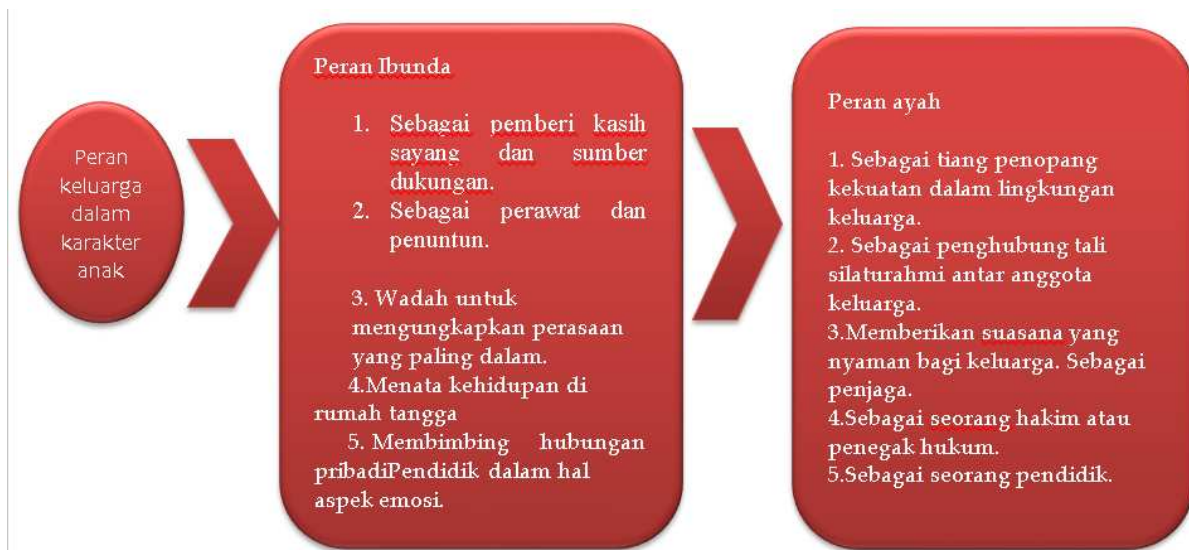 Peran
keluarga
dalam
karakter
anak
Peran Ibunda
1. Sebagai pemberi kasih
sayang dan sumber
dukungan.
2. Sebagai perawat dan
penuntun.
3. Wadah untuk
mengungkapkan perasaan
yang paling dalam.
4.Menata kehidupan di
rumah tangga
5. Membimbing hubungan
pribadiPendidik dalam hal
aspek emosi.
Peran ayah
1. Sebagai tiang penopang
kekuatan dalam lingkungan
keluarga.
2. Sebagai penghubung tali
silaturahmi antar anggota
keluarga.
3.Memberikan suasana yang
nyaman bagi keluarga. Sebagai
penjaga.
4.Sebagai seorang hakim atau
penegak hukum.
5.Sebagai seorang pendidik.